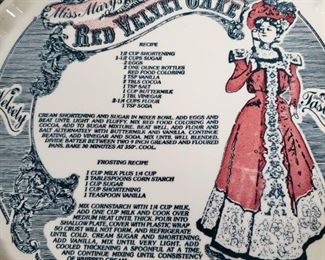 Miss Mary's
RED VELVET CAKE
RECIPE
1/2 CUP SHORTENING
1-1/2 CUPS SUGAR
2 EGGS
2 ONE OUNCE BOTTLES
RED FOOD COLORING
1 TSP VANILLA
1 TBLS COCOA
1 TSP SALT
1 CUP BUTTERMILK
1 TBL VINEGAR
2-1/4 CUPS FLOUR
1 TSP SODA
CREAM SHORTENING AND SUGAR IN MIXER BOWL, ADD EGGS AND
BEAT UNTIL LIGHT AND FLUFFY. MIX RED FOOD COLORING AND
COCOA, ADD TO SUGAR MIXTURE. BEAT WELL, ADD FLOUR AND
SALT ALTERNATELY WITH BUTTERMILK AND VANILLA, CONTINUE
BEATING, ADD VINEGAR AND SODA, MIX UNTIL WELL BLENDED.
DIVIDE BATTER BETWEEN TWO 9 INCH GREASED AND FLOURED
PANS. BAKE 30 MINUTES AT 350°. COOL.
FROSTING RECIPE
1 CUP MILK PLUS 1/4 CUP
3 TABLESPOONS CORN STARCH
1 CUP SUGAR
1 CUP SHORTENING
1 TEASPOON VANILLA
MIX CORNSTARCH WITH 1/4 CUP MILK,
ADD ONE CUP MILK AND COOK OVER
MEDIUM HEAT UNTIL THICK. POUR INTO
SHALLOW PLATE, COVER WITH PLASTIC WRAP
SO CRUST WILL NOT FORM, AND REFRIGERATE
UNTIL COLD. CREAM SUGAR AND SHORTENING,
ADD VANILLA, MIX UNTIL VERY LIGHT. ADD
COOLED THICKENING A SPOONFUL AT A TIME
AND CONTINUE MIXING UNTIL CONSISTENCY